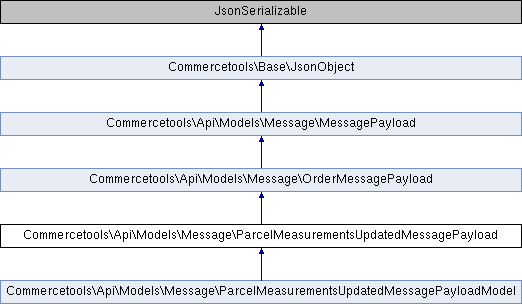 JsonSerializable
Commercetools\Base\JsonObject
Commercetools\Api\Models\Message\MessagePayload
Commercetools\Api\Models\Message\OrderMessagePayload
Commercetools\Api\Models\Message\ParcelMeasurementsUpdatedMessagePayload
Commercetools\Api\Models\Message\ParcelMeasurementsUpdatedMessagePayloadModel